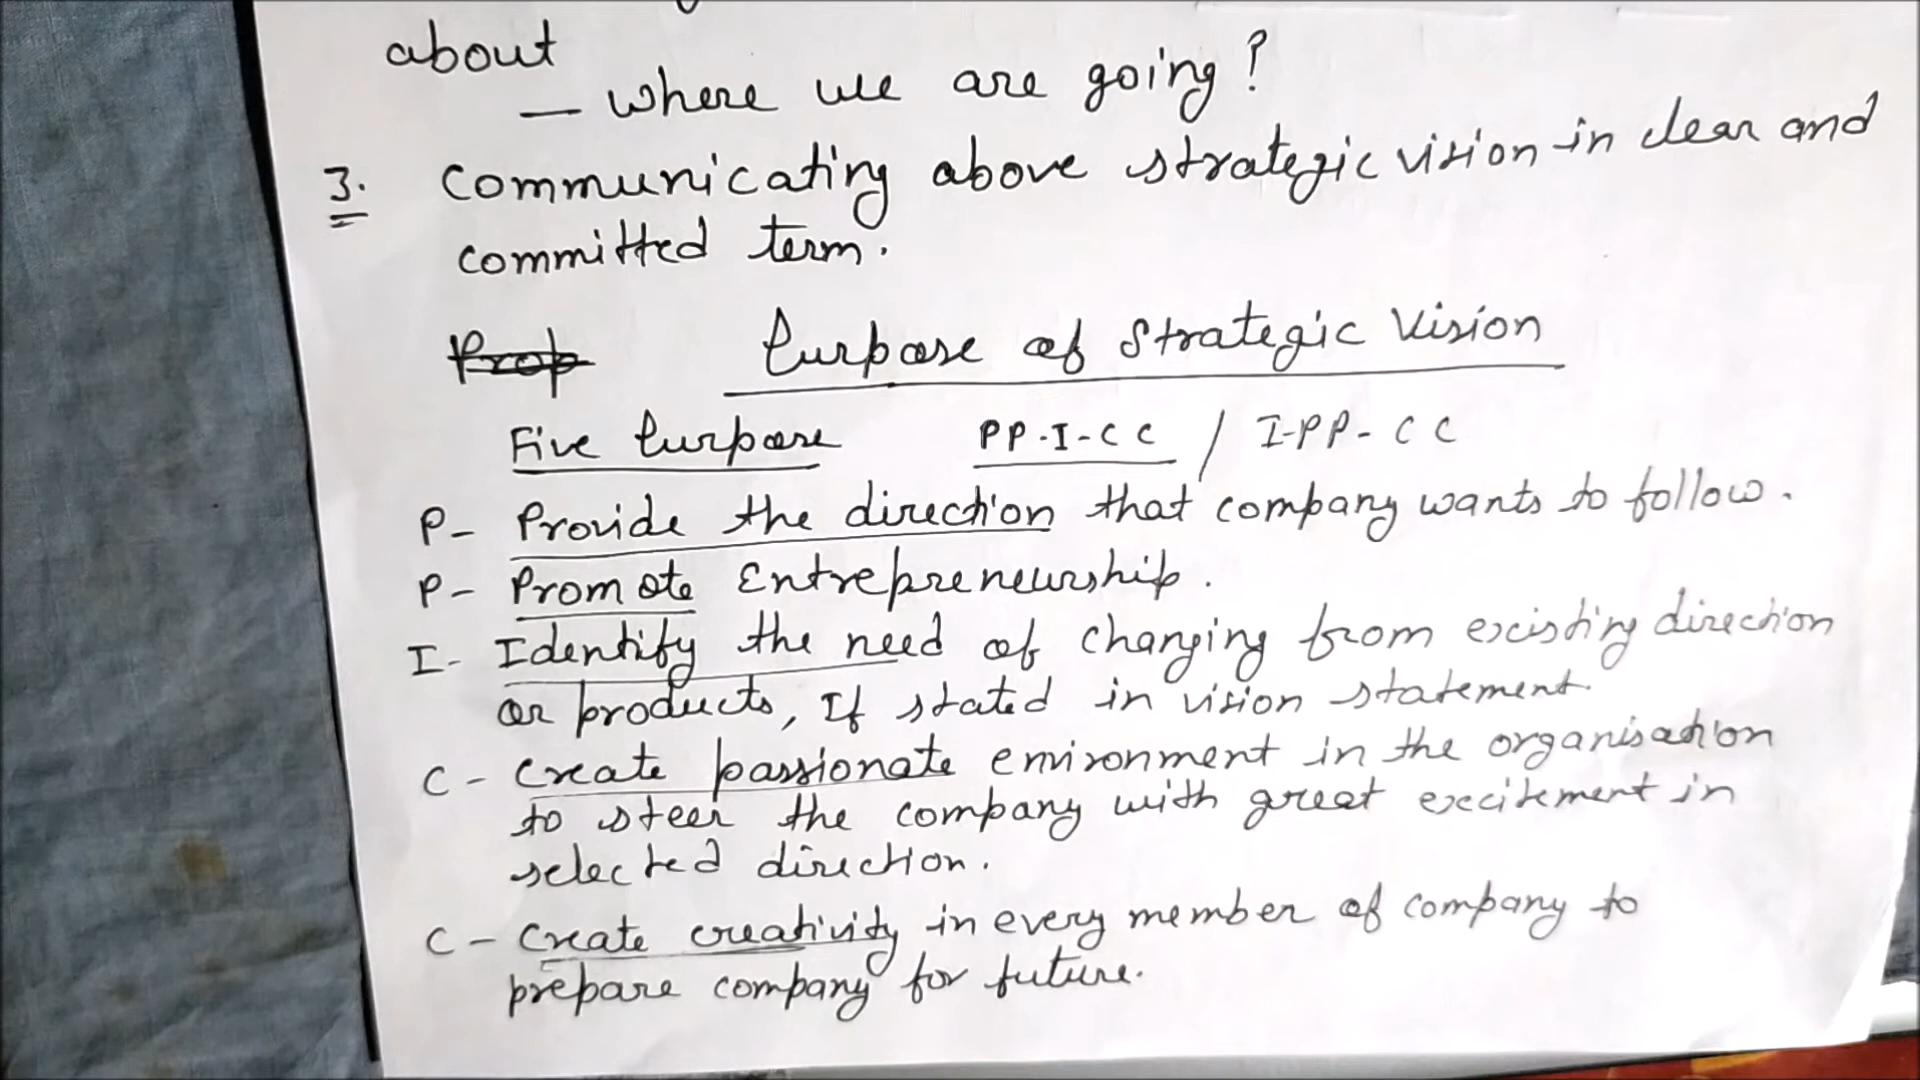 about
— where we are going?
3. Communicating above strategic vision in clear and
committed term.
Prop Purpose of Strategic Vision
Five Purpose PP-I-CC / I-PP-CC
P- Provide the direction that company wants to follow.
P- Promote Entrepreneurship.
I- Identify the need of changing from existing direction
or products, If stated in vision statement.
C- Create passionate environment in the organisation
to steer the company with great excitement in
selected direction.
C- Create creativity in every member of company to
prepare company for future.